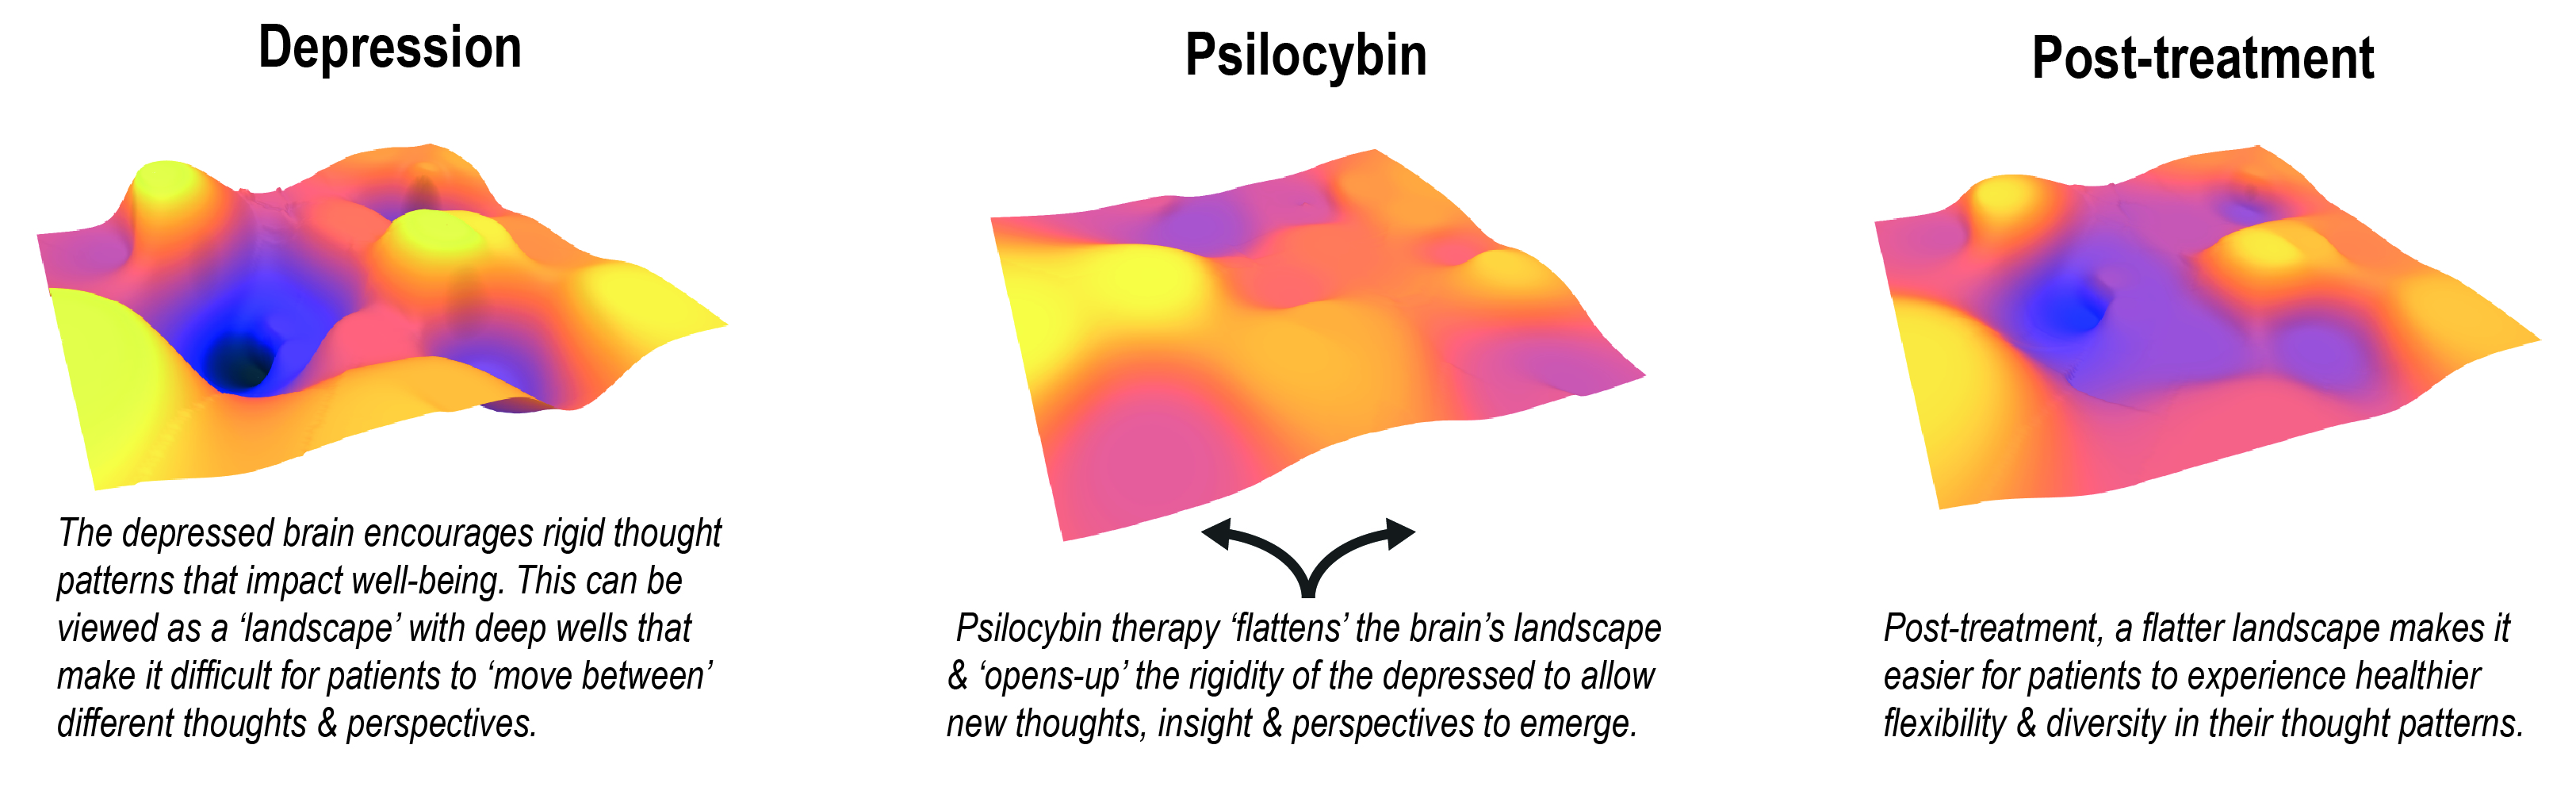 Depression
The depressed brain encourages rigid thought
patterns that impact well-being. This can be
viewed as a ‘landscape’ with deep wells that
make it difficult for patients to ‘move between’
different thoughts & perspectives.
Psilocybin
Psilocybin therapy ‘flattens’ the brain’s landscape
& ‘opens-up’ the rigidity of the depressed to allow
new thoughts, insight & perspectives to emerge.
Post-treatment
Post-treatment, a flatter landscape makes it
easier for patients to experience healthier
flexibility & diversity in their thought patterns.